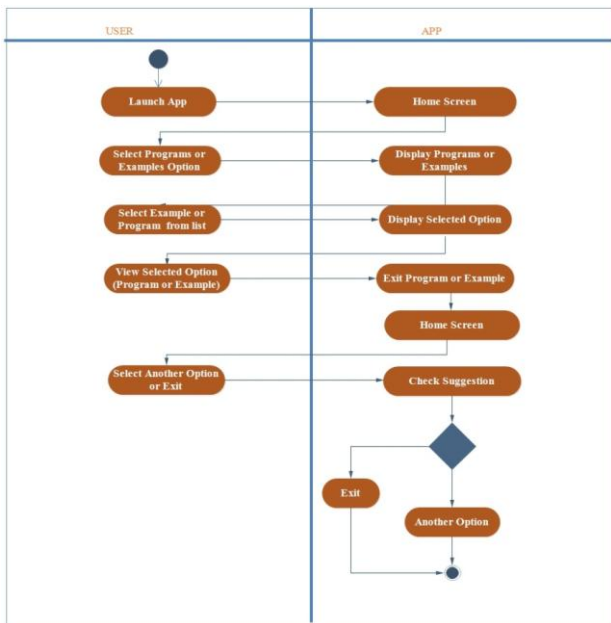 USER
APP
Launch App
Home Screen
Select Programs or
Examples Option
Display Programs or
Examples
Select Example or
Program from list
Display Selected Option
View Selected Option
(Program or Example)
Exit Program or Example
Home Screen
Select Another Option
or Exit
Check Suggestion
Exit
Another Option